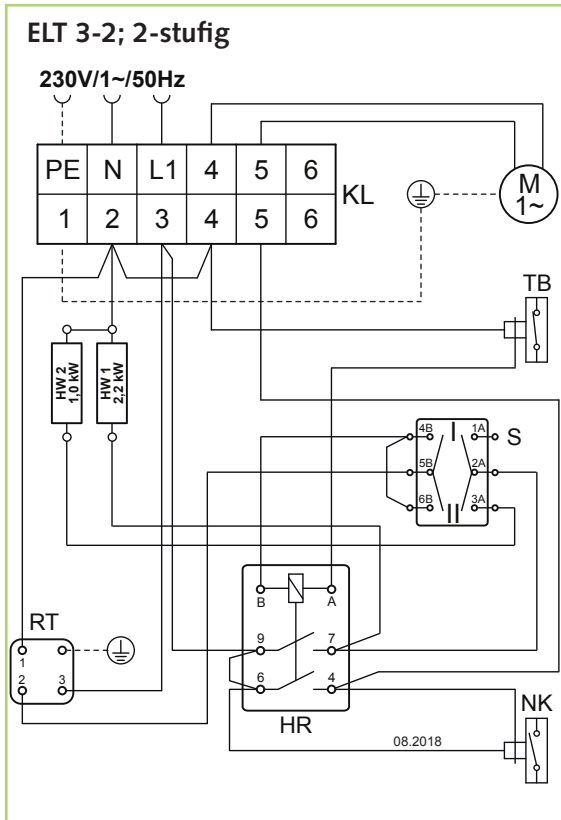 ELT 3-2; 2-stufig
230V/1~/50Hz
PE N L1 4 5 6
1 2 3 4 5 6
KL
M
1~
TB
HW 2
1,0 kW
HW 1
2,2 kW
4B I 1A
S
5B 2A
6B II 3A
B A
9 7
6 4
HR
RT
1
2 3
08.2018
NK